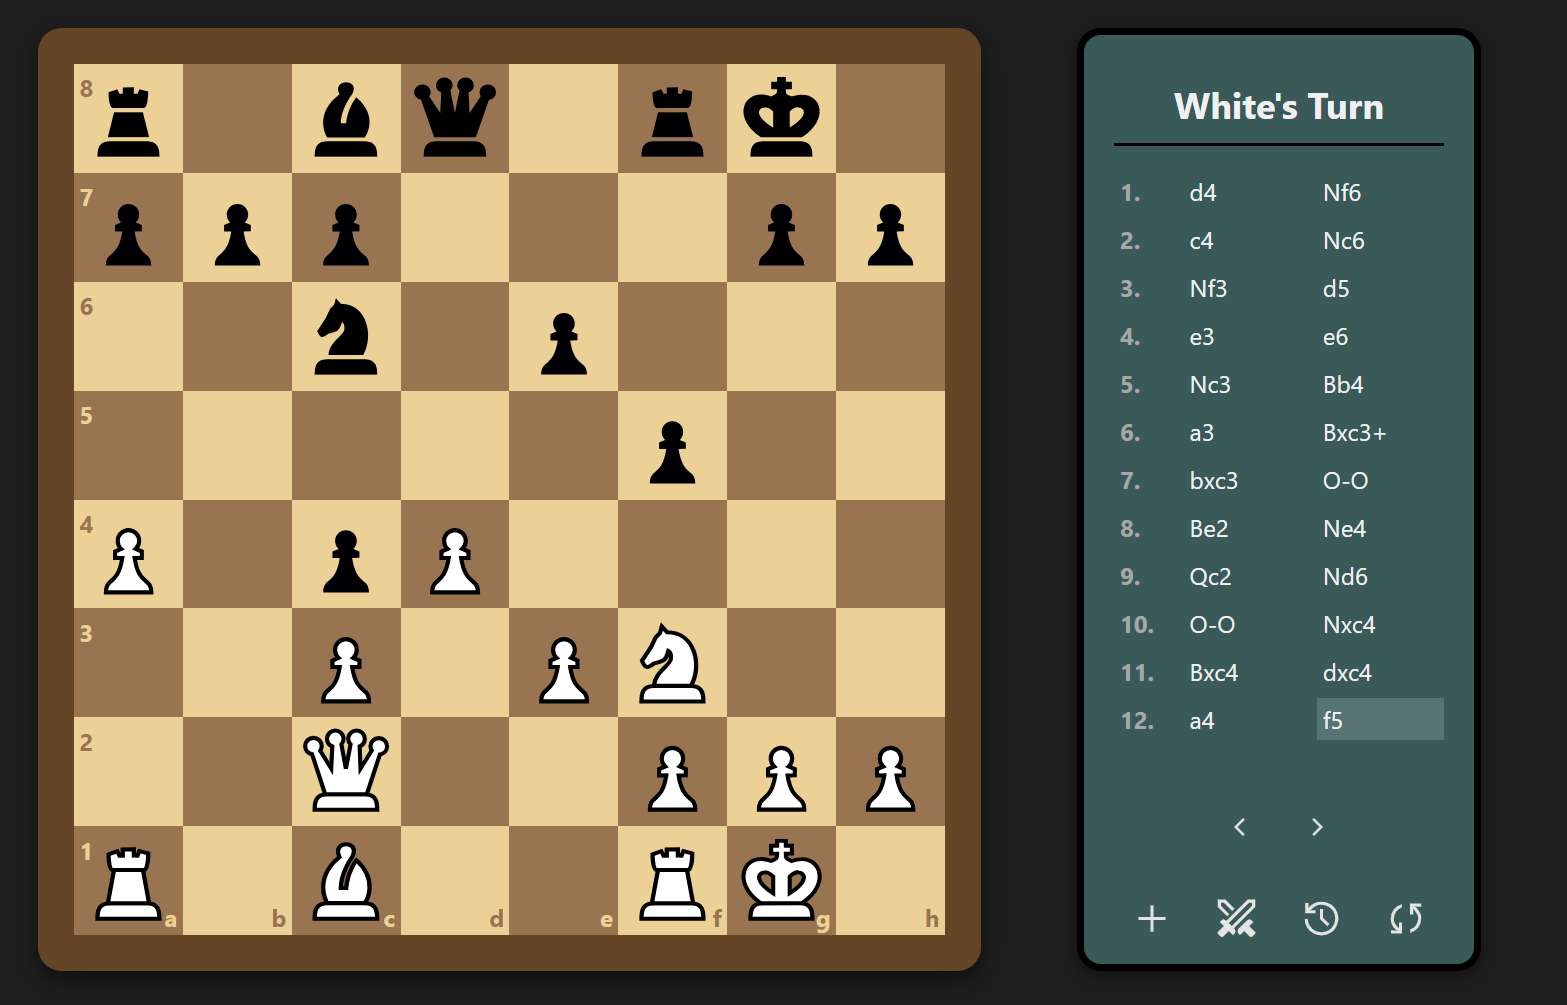 8
7
6
5
4
3
2
1
a b c d e f g h
White's Turn
1. d4 Nf6
2. c4 Nc6
3. Nf3 d5
4. e3 e6
5. Nc3 Bb4
6. a3 Bxc3+
7. bxc3 O-O
8. Be2 Ne4
9. Qc2 Nd6
10. O-O Nxc4
11. Bxc4 dxc4
12. a4 f5